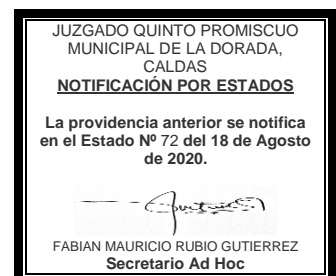 JUZGADO QUINTO PROMISCUO
MUNICIPAL DE LA DORADA,
CALDAS
NOTIFICACIÓN POR ESTADOS
La providencia anterior se notifica
en el Estado Nº 72 del 18 de Agosto
de 2020.
FABIAN MAURICIO RUBIO GUTIERREZ
Secretario Ad Hoc